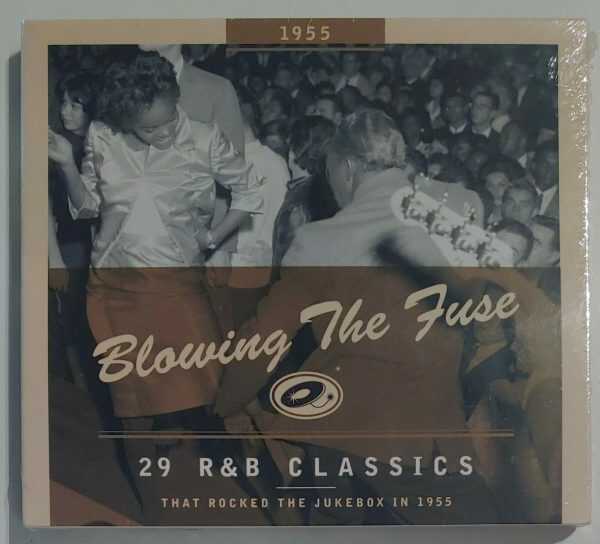 1955
Blowing The Fuse
29 R&B CLASSICS
THAT ROCKED THE JUKEBOX IN 1955